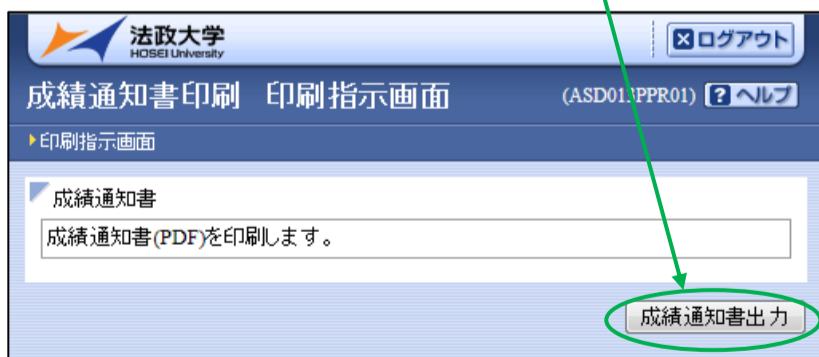 法政大学
HOSEI University
ログアウト
成績通知書印刷 印刷指示画面 (ASD013PPR01) ? ヘルプ
印刷指示画面
成績通知書
成績通知書(PDF)を印刷します。
成績通知書出力